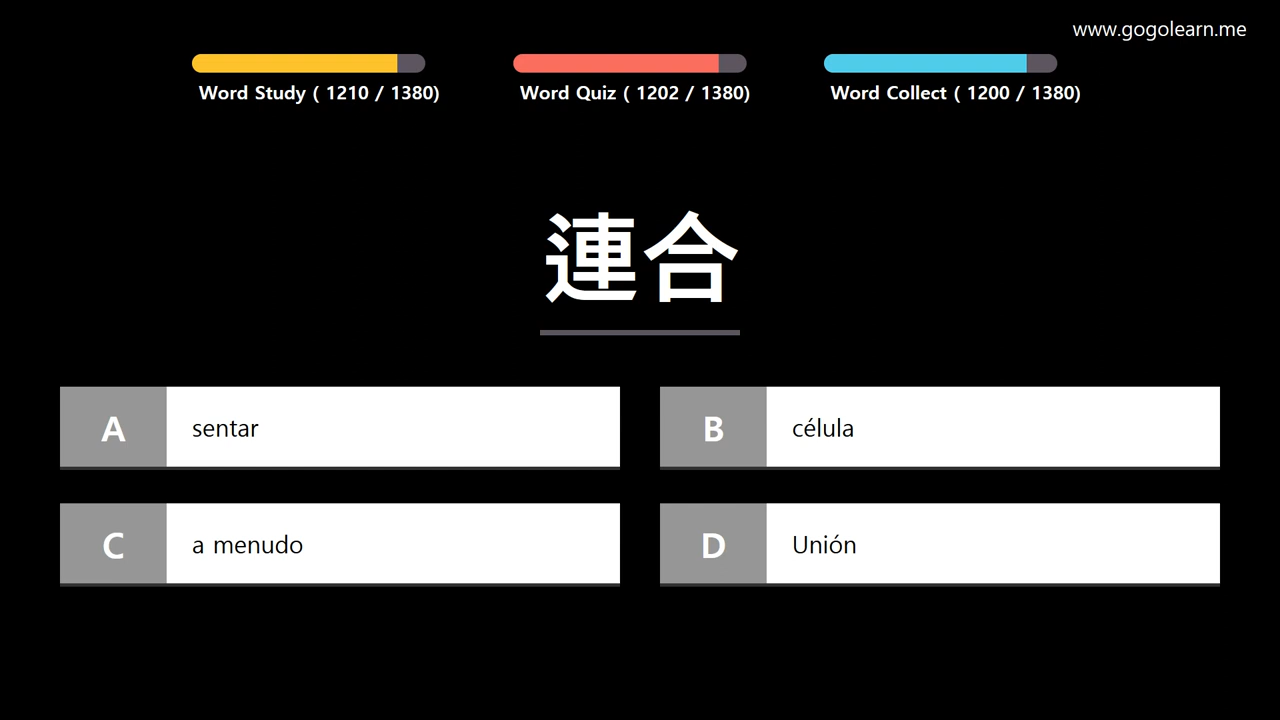 www.gogolearn.me
Word Study ( 1210 / 1380)
Word Quiz ( 1202 / 1380)
Word Collect ( 1200 / 1380)
連合
A sentar
B célula
C a menudo
D Unión